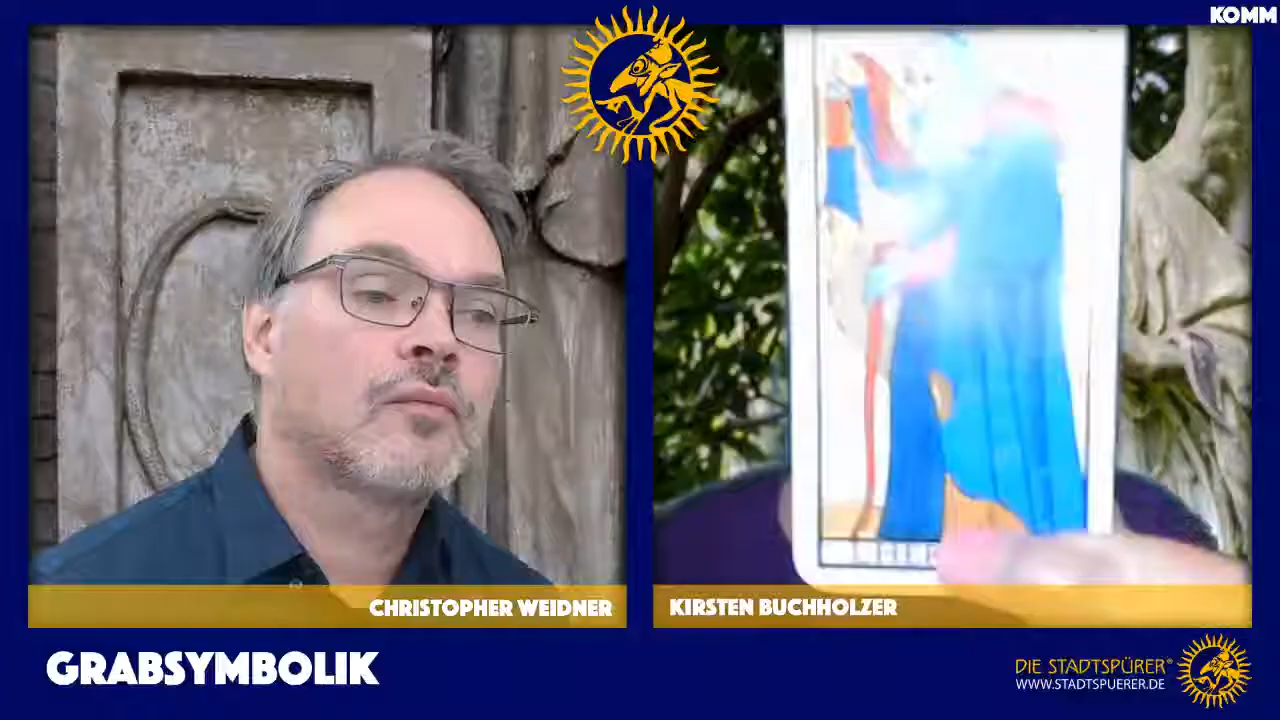 KOMM
CHRISTOPHER WEIDNER
KIRSTEN BUCHHOLZER
GRABSYMBOLIK
DIE STADTSPÜRER®
WWW.STADTSPUERER.DE